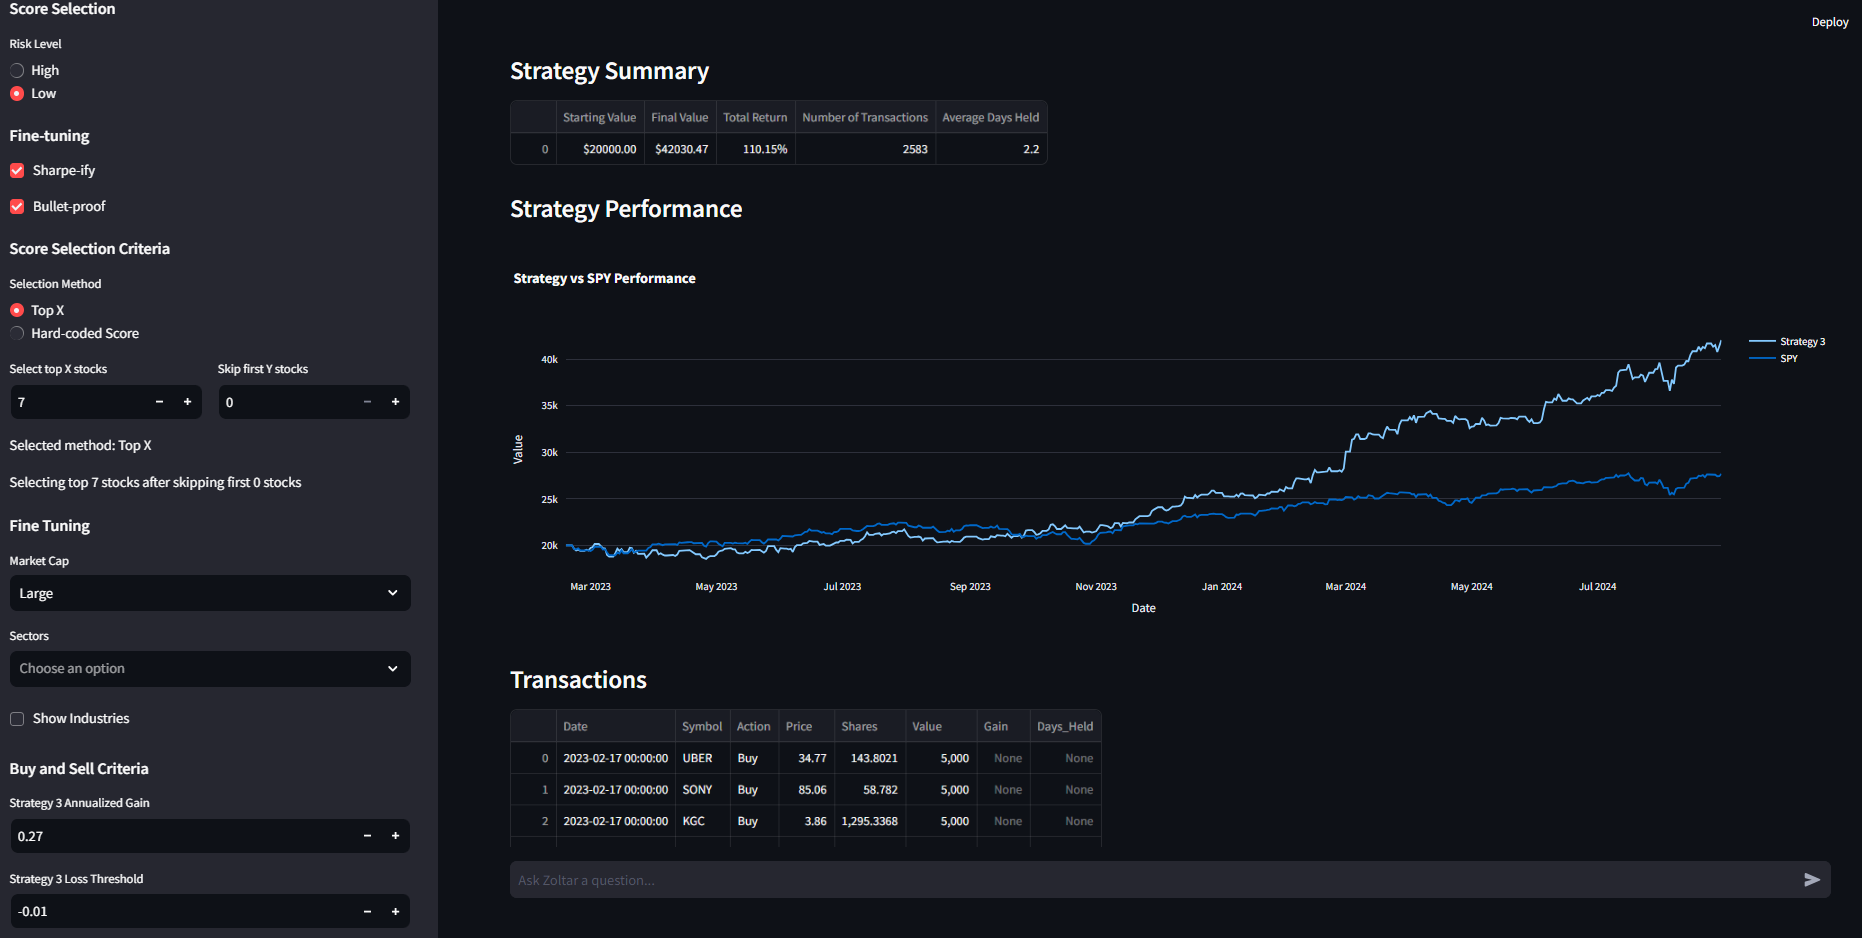 Score Selection
Risk Level
High
Low
Fine-tuning
Sharpe-ify
Bullet-proof
Score Selection Criteria
Selection Method
Top X
Hard-coded Score
Select top X stocks Skip first Y stocks
7 0
Selected method: Top X
Selecting top 7 stocks after skipping first 0 stocks
Fine Tuning
Market Cap
Large
Sectors
Choose an option
Show Industries
Buy and Sell Criteria
Strategy 3 Annualized Gain
0.27
Strategy 3 Loss Threshold
-0.01
Deploy
Strategy Summary
Starting Value Final Value Total Return Number of Transactions Average Days Held
0 $20000.00 $42030.47 110.15% 2583 2.2
Strategy Performance
Strategy vs SPY Performance
Strategy 3
SPY
40k
35k
30k
25k
20k
Value
Mar 2023 May 2023 Jul 2023 Sep 2023 Nov 2023 Jan 2024 Mar 2024 May 2024 Jul 2024
Date
Transactions
Date Symbol Action Price Shares Value Gain Days_Held
0 2023-02-17 00:00:00 UBER Buy 34.77 143.8021 5,000 None None
1 2023-02-17 00:00:00 SONY Buy 85.06 58.782 5,000 None None
2 2023-02-17 00:00:00 KGC Buy 3.86 1,295.3368 5,000 None None
Ask Zoltar a question...